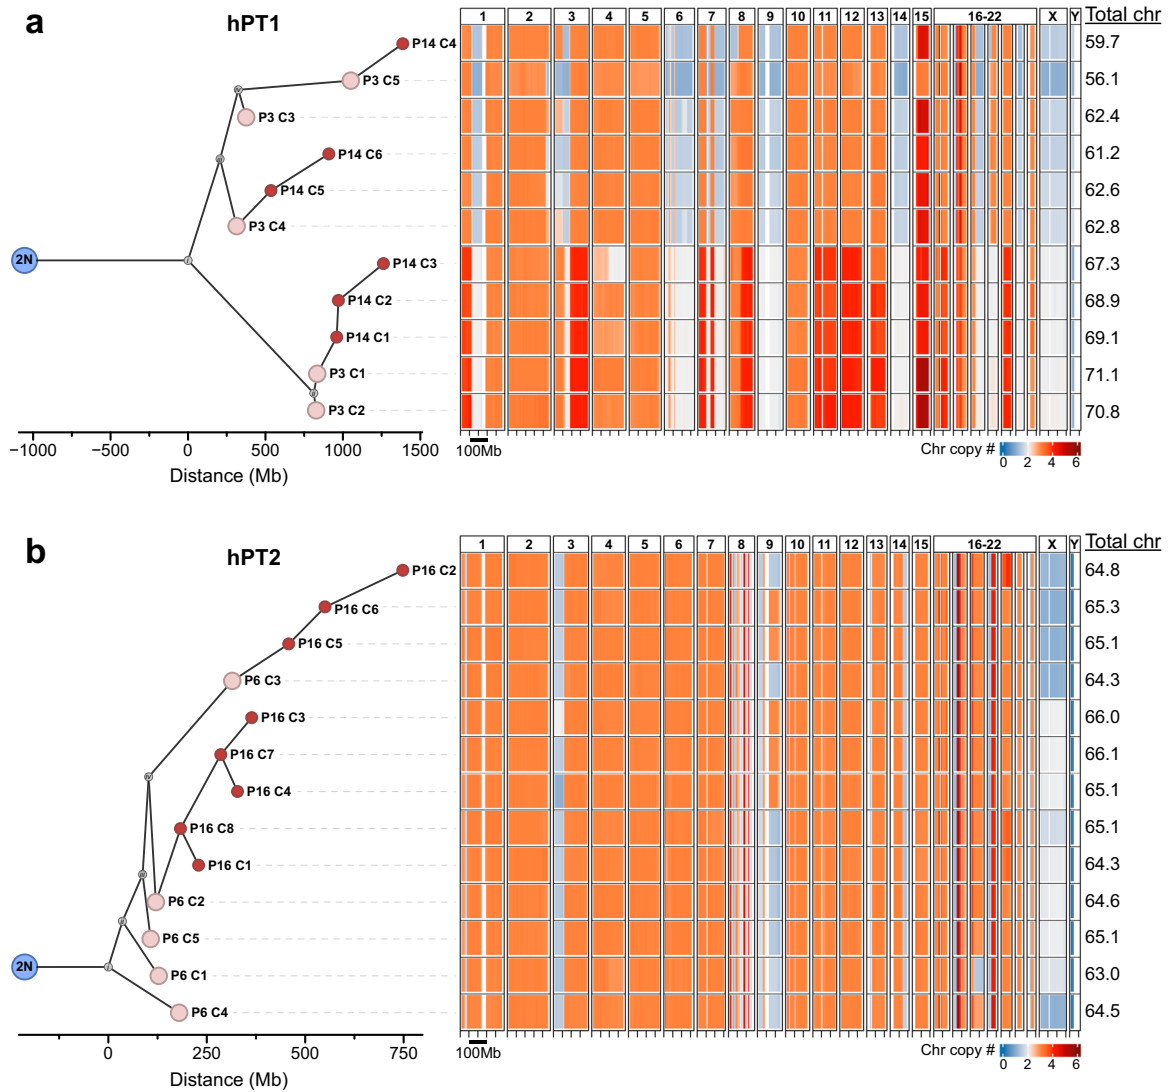 a
hPT1
1 2 3 4 5 6 7 8 9 10 11 12 13 14 15 16-22 X Y Total chr
P14 C4 59.7
P3 C5 56.1
P3 C3 62.4
P14 C6 61.2
P14 C5 62.6
P3 C4 62.8
2N
P14 C3 67.3
P14 C2 68.9
P14 C1 69.1
P3 C1 71.1
P3 C2 70.8
−1000 −500 0 500 1000 1500
Distance (Mb)
100Mb
Chr copy # 0 2 4 6
b
hPT2
1 2 3 4 5 6 7 8 9 10 11 12 13 14 15 16-22 X Y Total chr
P16 C2 64.8
P16 C6 65.3
P16 C5 65.1
P6 C3 64.3
P16 C3 66.0
P16 C7 66.1
P16 C4 65.1
P16 C8 65.1
P16 C1 64.3
P6 C2 64.6
P6 C5 65.1
2N
P6 C1 63.0
P6 C4 64.5
0 250 500 750
Distance (Mb)
100Mb
Chr copy # 0 2 4 6